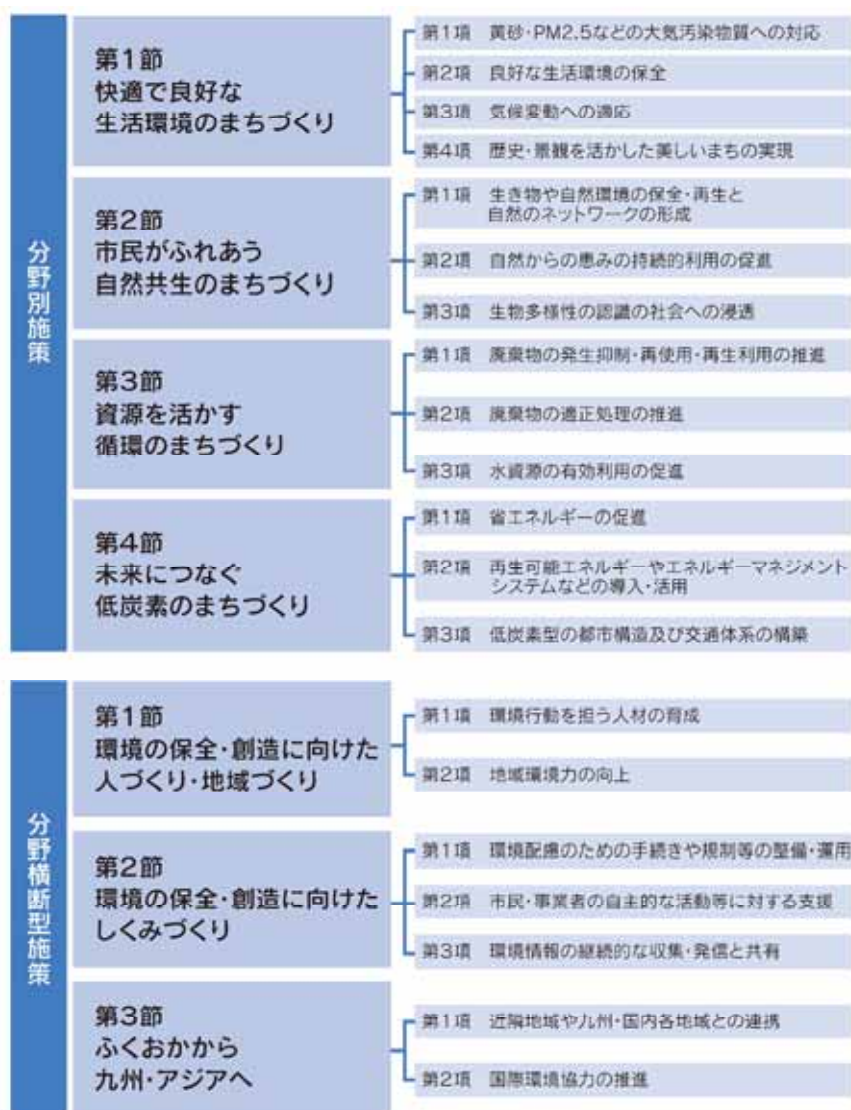 分野別施策
第1節
快適で良好な
生活環境のまちづくり
第1項 黄砂・PM2.5などの大気汚染物質への対応
第2項 良好な生活環境の保全
第3項 気候変動への適応
第4項 歴史・景観を活かした美しいまちの実現
第2節
市民がふれあう
自然共生のまちづくり
第1項 生き物や自然環境の保全・再生と
自然のネットワークの形成
第2項 自然からの恵みの持続的利用の促進
第3項 生物多様性の認識の社会への浸透
第3節
資源を活かす
循環のまちづくり
第1項 廃棄物の発生抑制・再使用・再生利用の推進
第2項 廃棄物の適正処理の推進
第3項 水資源の有効利用の促進
第4節
未来につなぐ
低炭素のまちづくり
第1項 省エネルギーの促進
第2項 再生可能エネルギーやエネルギーマネジメント
システムなどの導入・活用
第3項 低炭素型の都市構造及び交通体系の構築
分野横断型施策
第1節
環境の保全・創造に向けた
人づくり・地域づくり
第1項 環境行動を担う人材の育成
第2項 地域環境力の向上
第2節
環境の保全・創造に向けた
しくみづくり
第1項 環境配慮のための手続きや規制等の整備・運用
第2項 市民・事業者の自主的な活動等に対する支援
第3項 環境情報の継続的な収集・発信と共有
第3節
ふくおかから
九州・アジアへ
第1項 近隣地域や九州・国内各地域との連携
第2項 国際環境協力の推進